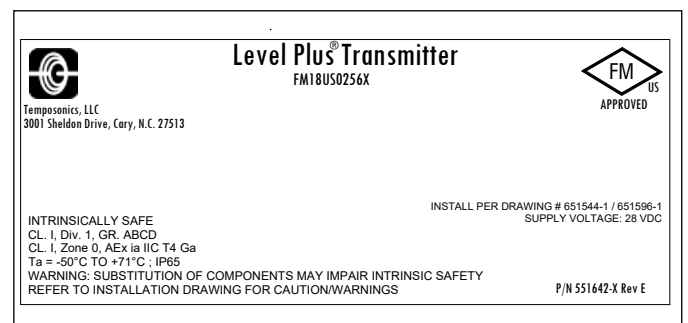 Level Plus® Transmitter
FM18US0256X
FM
US
APPROVED
Temposonics, LLC
3001 Sheldon Drive, Cary, N.C. 27513
INSTALL PER DRAWING # 651544-1 / 651596-1
SUPPLY VOLTAGE: 28 VDC
INTRINSICALLY SAFE
CL. I, Div. 1, GR. ABCD
CL. I, Zone 0, AEx ia IIC T4 Ga
Ta = -50°C TO +71°C ; IP65
WARNING: SUBSTITUTION OF COMPONENTS MAY IMPAIR INTRINSIC SAFETY
REFER TO INSTALLATION DRAWING FOR CAUTION/WARNINGS
P/N 551642-X Rev E